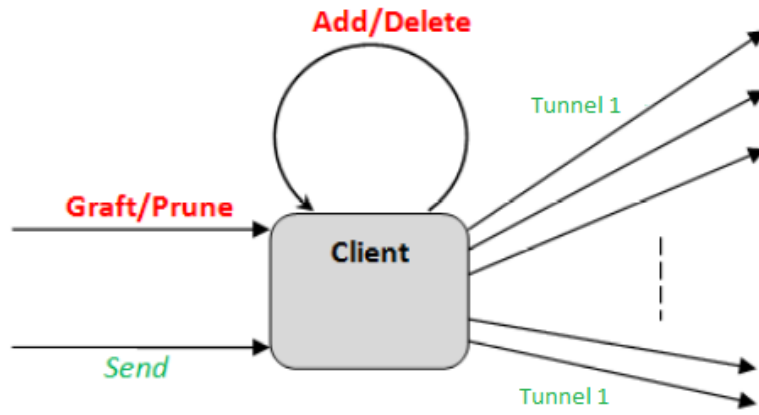 Add/Delete
Tunnel 1
Graft/Prune
Client
Send
Tunnel 1